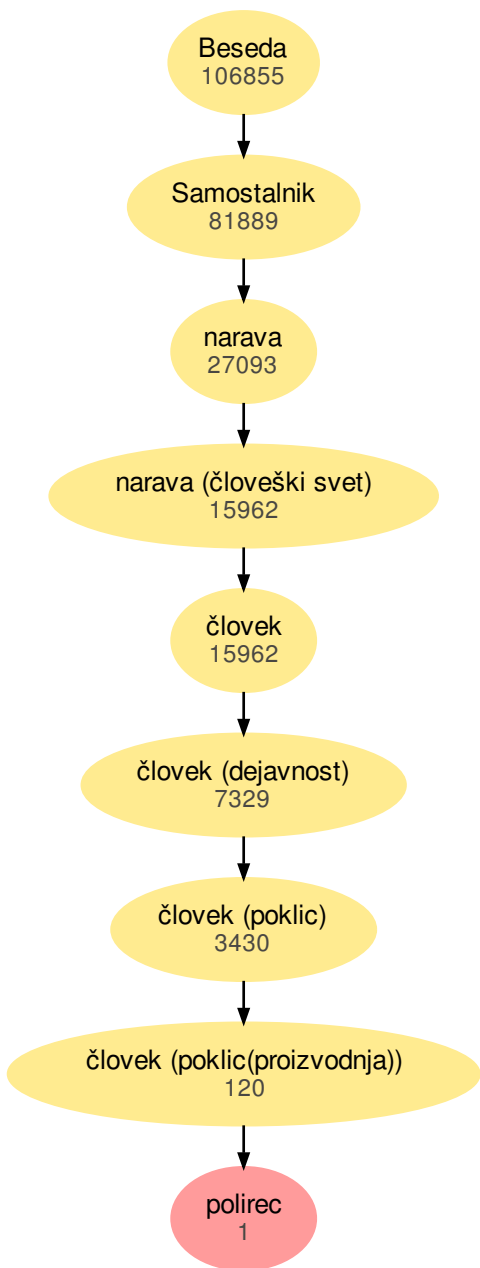 Beseda
106855
Samostalnik
81889
narava
27093
narava (človeški svet)
15962
človek
15962
človek (dejavnost)
7329
človek (poklic)
3430
človek (poklic(proizvodnja))
120
polirec
1